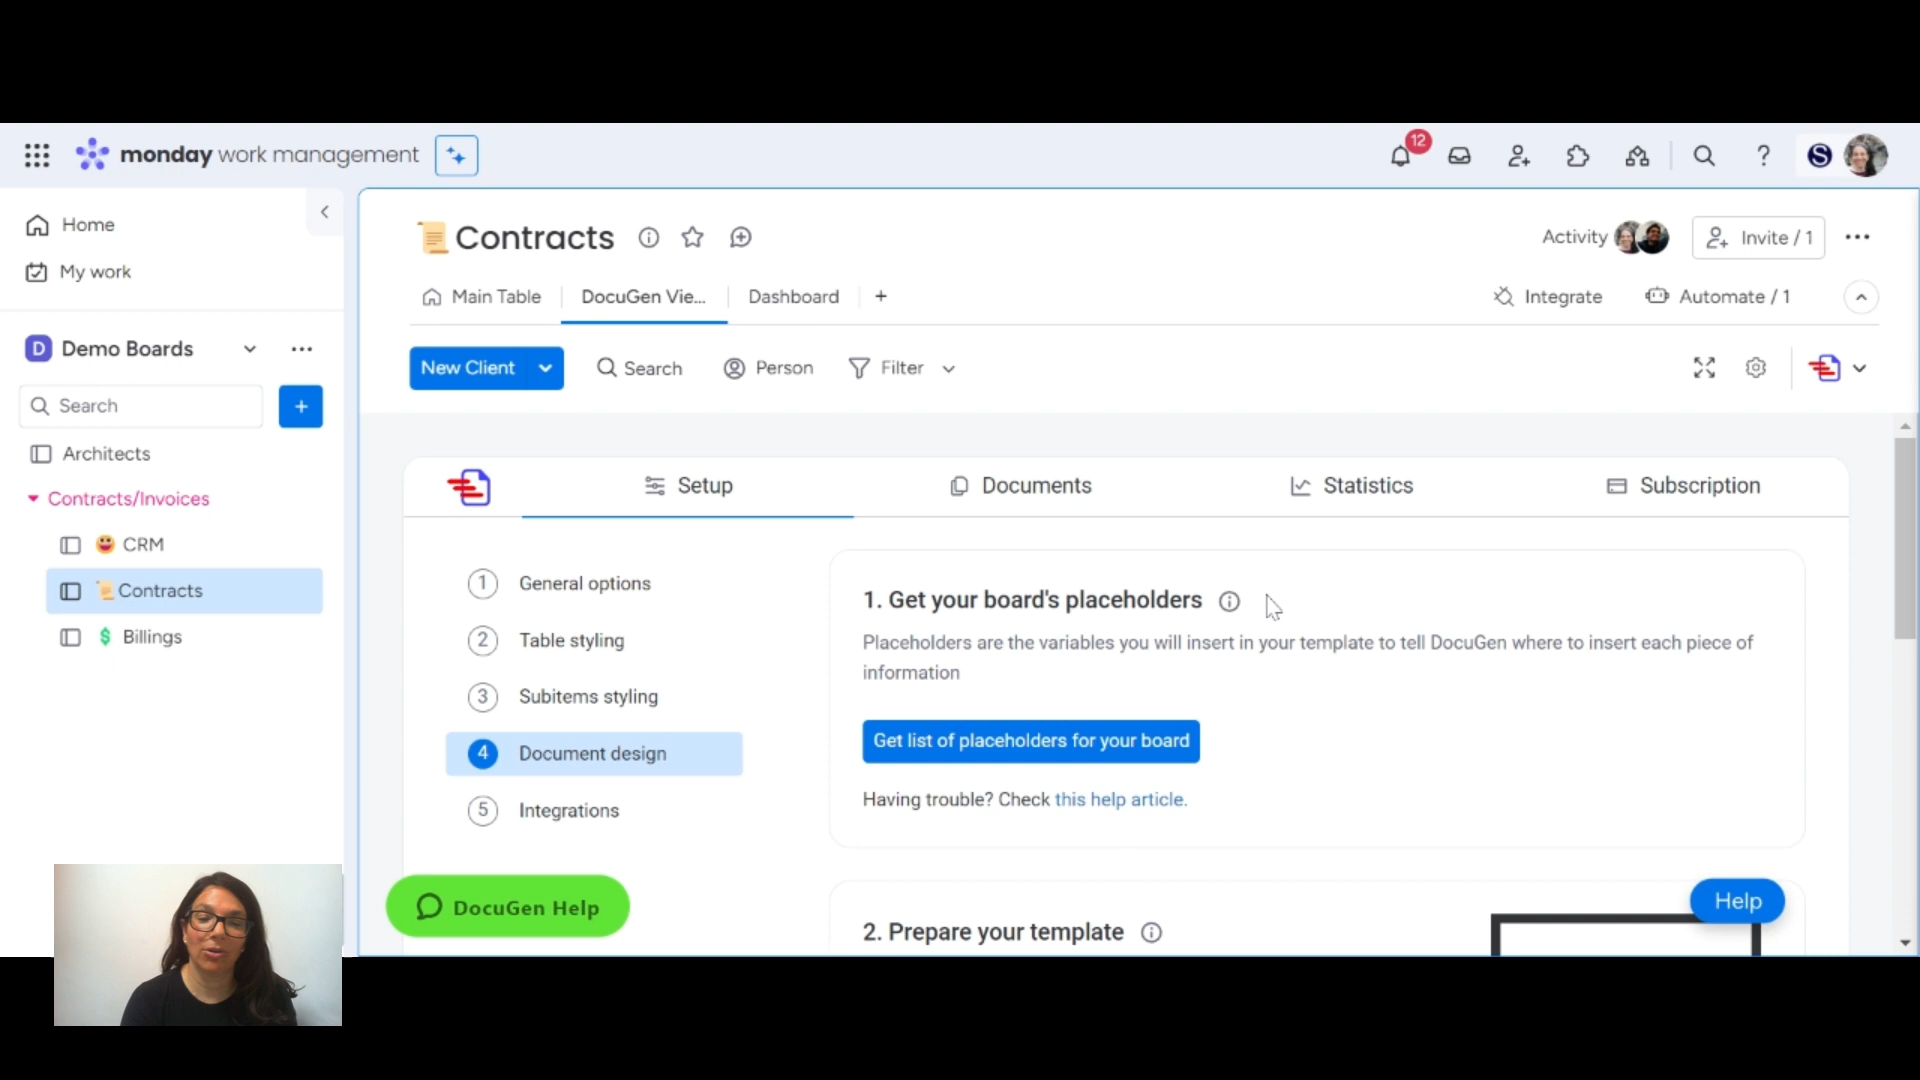 monday work management
12
S
Home
My work
D Demo Boards
Search
+
Architects
Contracts/Invoices
CRM
Contracts
$ Billings
Contracts
Activity
Invite / 1
Main Table
DocuGen Vie...
Dashboard
+
Integrate
Automate / 1
New Client
Search
Person
Filter
Setup
Documents
Statistics
Subscription
1 General options
2 Table styling
3 Subitems styling
4 Document design
5 Integrations
1. Get your board's placeholders
Placeholders are the variables you will insert in your template to tell DocuGen where to insert each piece of
information
Get list of placeholders for your board
Having trouble? Check this help article.
2. Prepare your template
DocuGen Help
Help